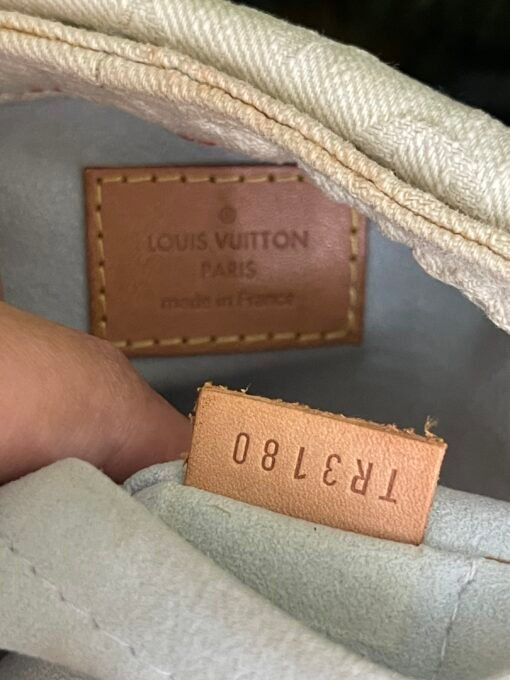 ®
LOUIS VUITTON
PARIS
made in France
TR3180